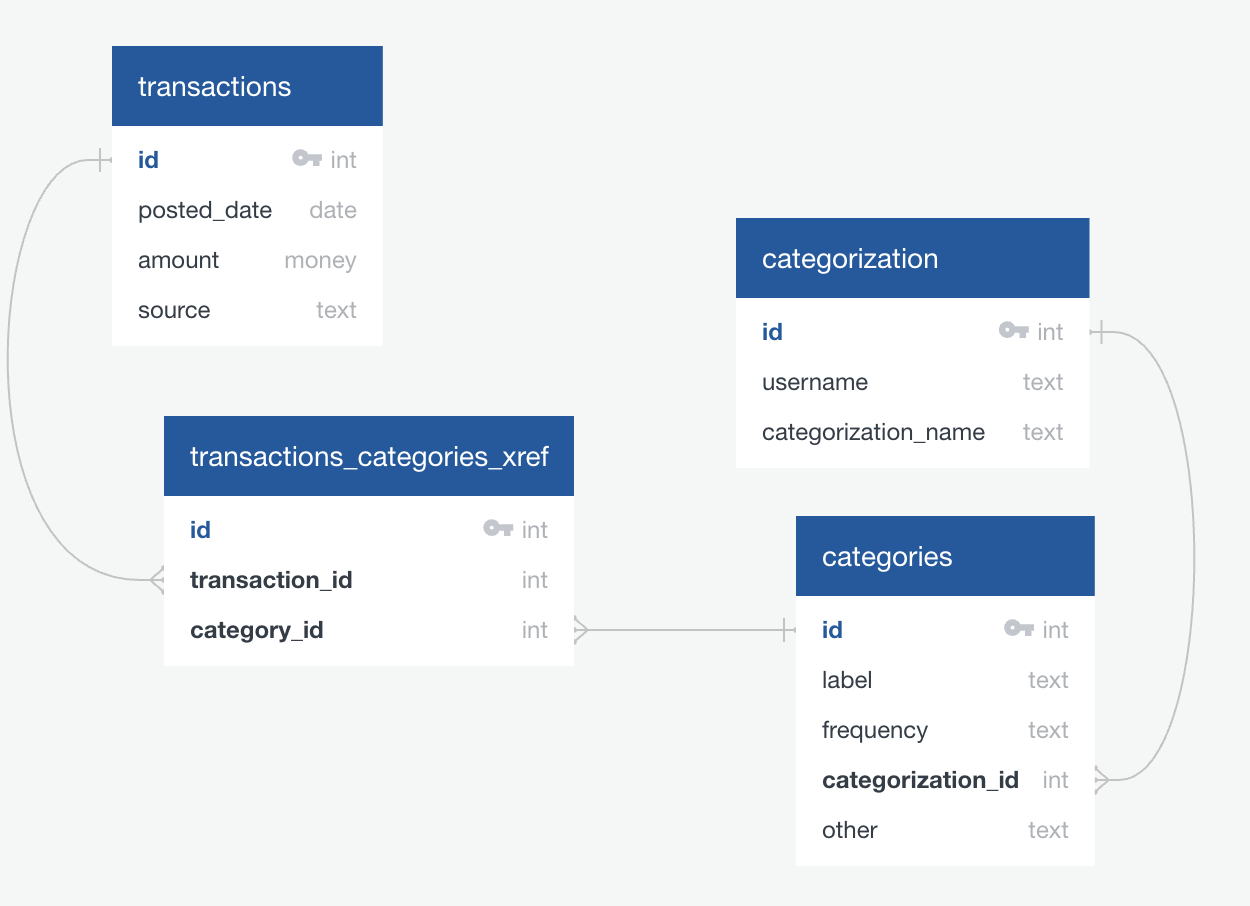 transactions
id int
posted_date date
amount money
source text
categorization
id int
username text
categorization_name text
transactions_categories_xref
id int
transaction_id int
category_id int
categories
id int
label text
frequency text
categorization_id int
other text